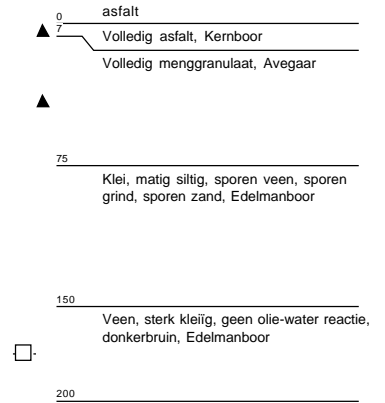 asfalt
0
7
Volledig asfalt, Kernboor
Volledig menggranulaat, Avegaar
75
Klei, matig siltig, sporen veen, sporen
grind, sporen zand, Edelmanboor
150
Veen, sterk kleiïg, geen olie-water reactie,
donkerbruin, Edelmanboor
200